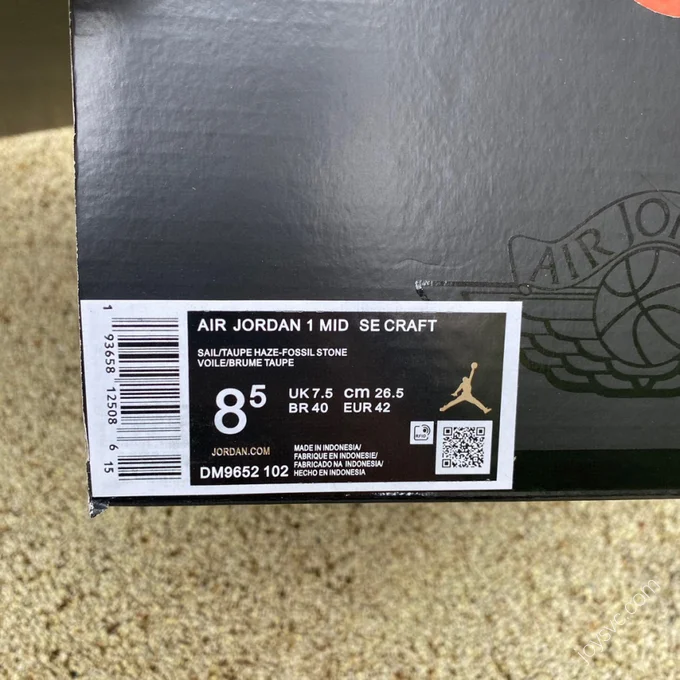 AIR JORDAN
AIR JORDAN 1 MID SE CRAFT
SAIL/TAUPE HAZE-FOSSIL STONE
VOILE/BRUME TAUPE
85 UK 7.5 cm 26.5
BR 40 EUR 42
RFID
JORDAN.COM
DM9652 102
MADE IN INDONESIA/
FABRIQUE EN INDONESIE/
FABRICADO NA INDONESIA/
HECHO EN INDONESIA
1 93658 12508 6 15